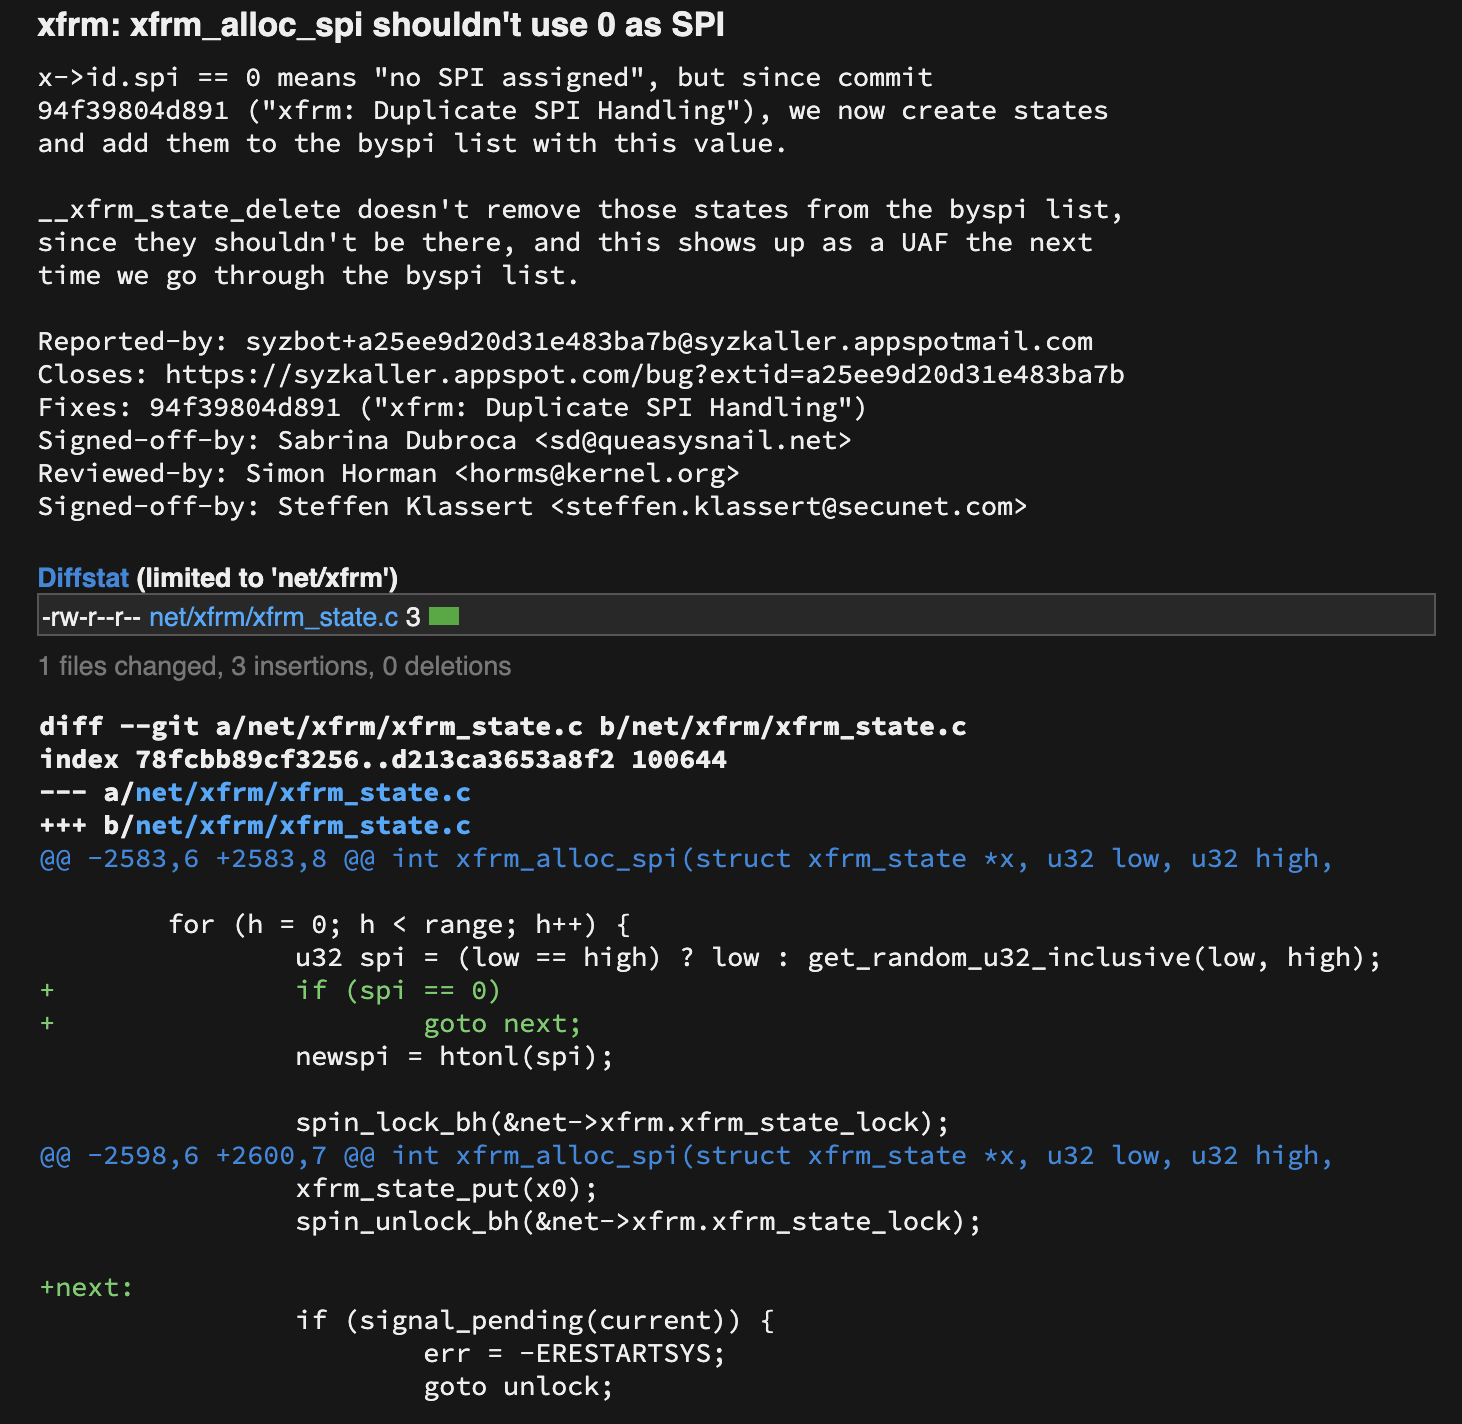 xfrm: xfrm_alloc_spi shouldn't use 0 as SPI
x->id.spi == 0 means "no SPI assigned", but since commit
94f39804d891 ("xfrm: Duplicate SPI Handling"), we now create states
and add them to the byspi list with this value.
__xfrm_state_delete doesn't remove those states from the byspi list,
since they shouldn't be there, and this shows up as a UAF the next
time we go through the byspi list.
Reported-by: syzbot+a25ee9d20d31e483ba7b@syzkaller.appspotmail.com
Closes: https://syzkaller.appspot.com/bug?extid=a25ee9d20d31e483ba7b
Fixes: 94f39804d891 ("xfrm: Duplicate SPI Handling")
Signed-off-by: Sabrina Dubroca <sd@queasysnail.net>
Reviewed-by: Simon Horman <horms@kernel.org>
Signed-off-by: Steffen Klassert <steffen.klassert@secunet.com>
Diffstat (limited to 'net/xfrm')
-rw-r--r-- net/xfrm/xfrm_state.c 3
1 files changed, 3 insertions, 0 deletions
diff --git a/net/xfrm/xfrm_state.c b/net/xfrm/xfrm_state.c
index 78fcbb89cf3256..d213ca3653a8f2 100644
--- a/net/xfrm/xfrm_state.c
+++ b/net/xfrm/xfrm_state.c
@@ -2583,6 +2583,8 @@ int xfrm_alloc_spi(struct xfrm_state *x, u32 low, u32 high,
        for (h = 0; h < range; h++) {
                u32 spi = (low == high) ? low : get_random_u32_inclusive(low, high);
+               if (spi == 0)
+                       goto next;
                newspi = htonl(spi);
                spin_lock_bh(&net->xfrm.xfrm_state_lock);
@@ -2598,6 +2600,7 @@ int xfrm_alloc_spi(struct xfrm_state *x, u32 low, u32 high,
                xfrm_state_put(x0);
                spin_unlock_bh(&net->xfrm.xfrm_state_lock);
+next:
                if (signal_pending(current)) {
                        err = -ERESTARTSYS;
                        goto unlock;